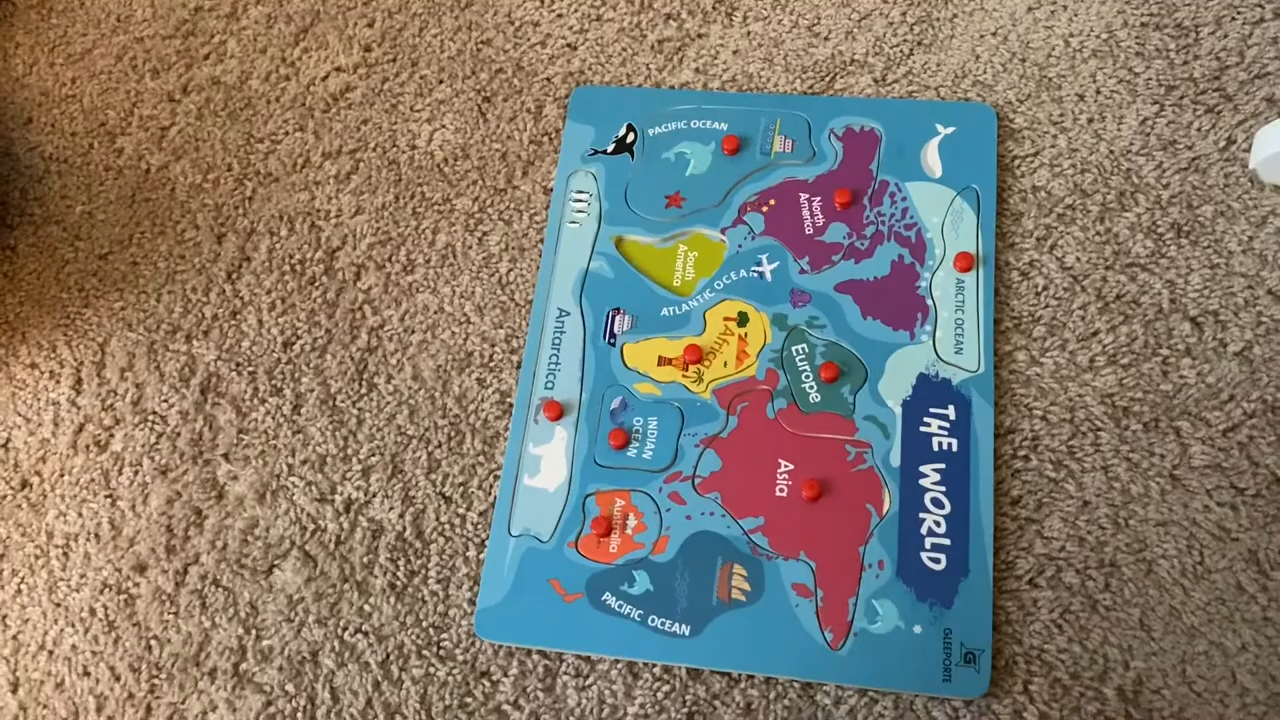 THE WORLD
ARCTIC OCEAN
North
America
Europe
Asia
PACIFIC OCEAN
ATLANTIC OCEAN
South
America
Africa
INDIAN
OCEAN
Australia
PACIFIC OCEAN
Antarctica
G
GLEEPORTE